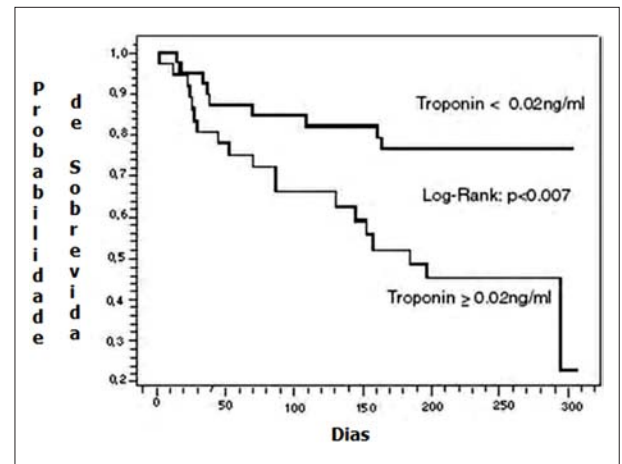 Probabilidade
de Sobrevida
1,0
0,9
0,8
0,7
0,6
0,5
0,4
0,3
0,2
Troponin < 0.02ng/ml
Log-Rank: p<0.007
Troponin ≥ 0.02ng/ml
0
50
100
150
200
250
300
Dias